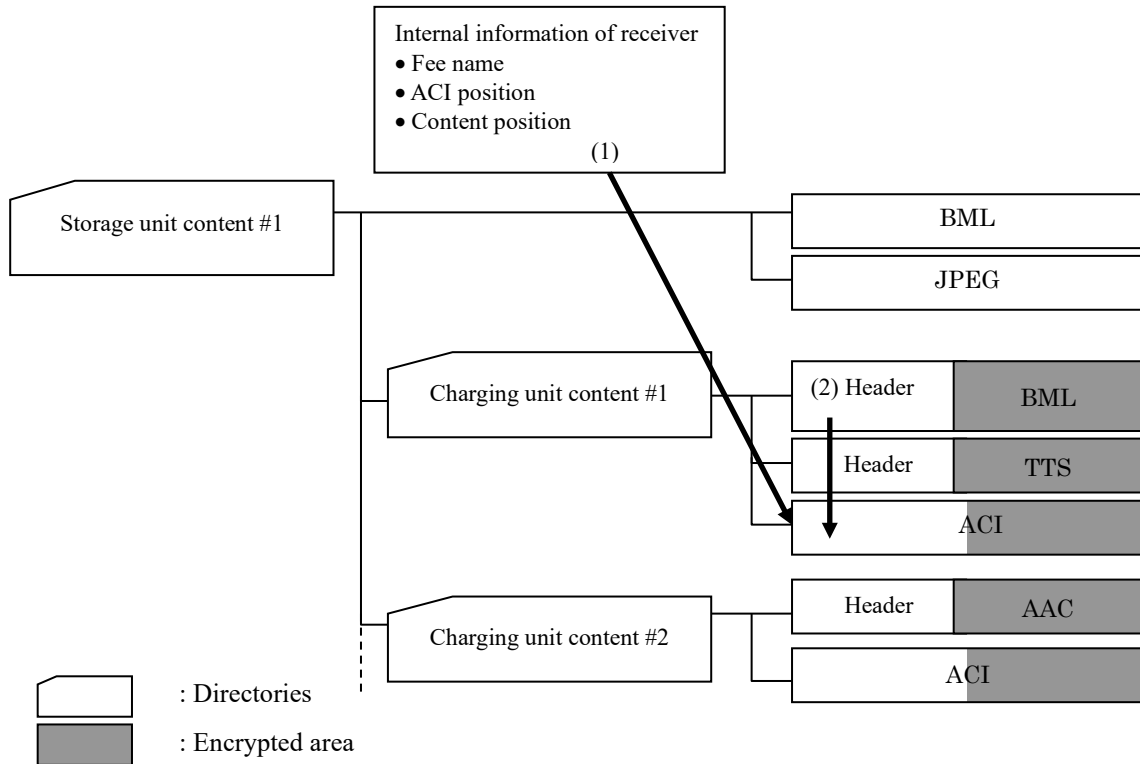 Internal information of receiver
• Fee name
• ACI position
• Content position
(1)
Storage unit content #1
BML
JPEG
Charging unit content #1
(2) Header
BML
Header
TTS
ACI
Charging unit content #2
Header
AAC
ACI
: Directories
: Encrypted area